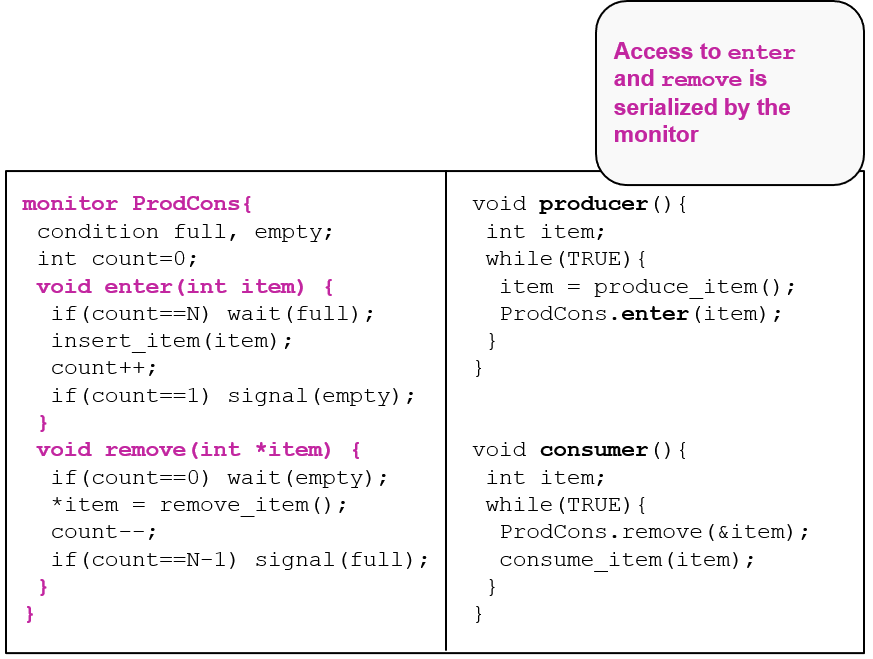 Access to enter
and remove is
serialized by the
monitor
monitor ProdCons{
condition full, empty;
int count=0;
void enter(int item) {
if(count==N) wait(full);
insert_item(item);
count++;
if(count==1) signal(empty);
}
void remove(int *item) {
if(count==0) wait(empty);
*item = remove_item();
count--;
if(count==N-1) signal(full);
}
}
void producer(){
int item;
while(TRUE){
item = produce_item();
ProdCons.enter(item);
}
}
void consumer(){
int item;
while(TRUE){
ProdCons.remove(&item);
consume_item(item);
}
}